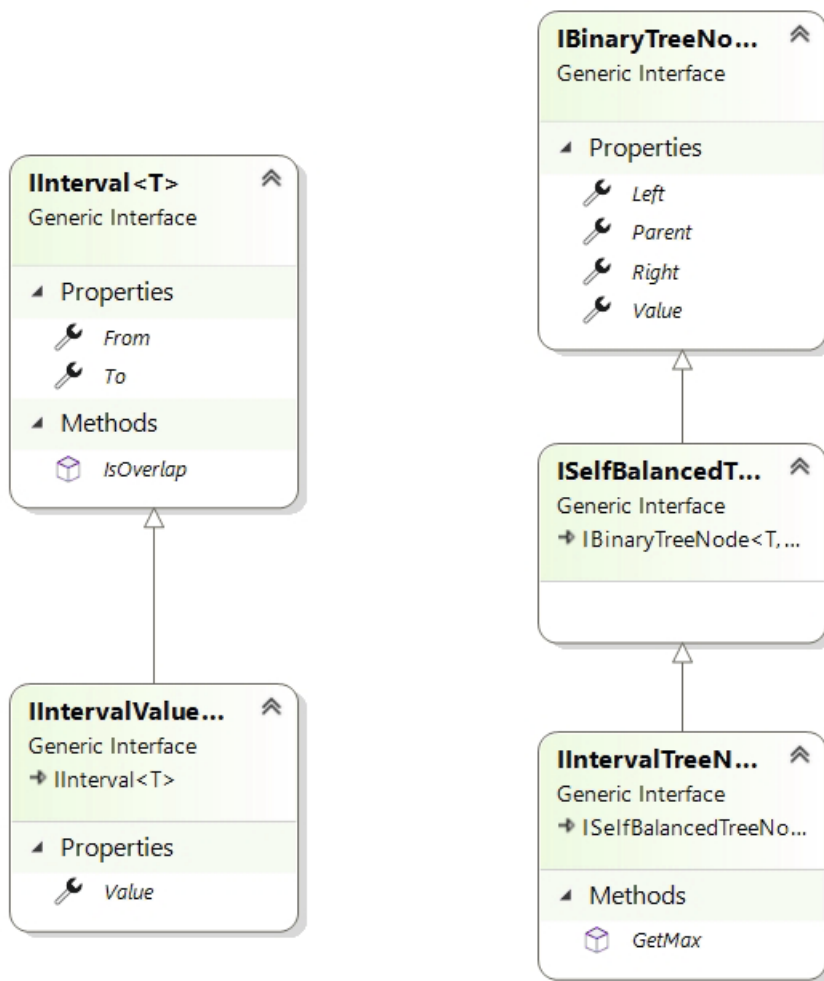 IInterval<T>
Generic Interface
Properties
From
To
Methods
IsOverlap
IIntervalValue...
Generic Interface
IInterval<T>
Properties
Value
IBinaryTreeNo...
Generic Interface
Properties
Left
Parent
Right
Value
ISelfBalancedT...
Generic Interface
IBinaryTreeNode<T,...
IIntervalTreeN...
Generic Interface
ISelfBalancedTreeNo...
Methods
GetMax